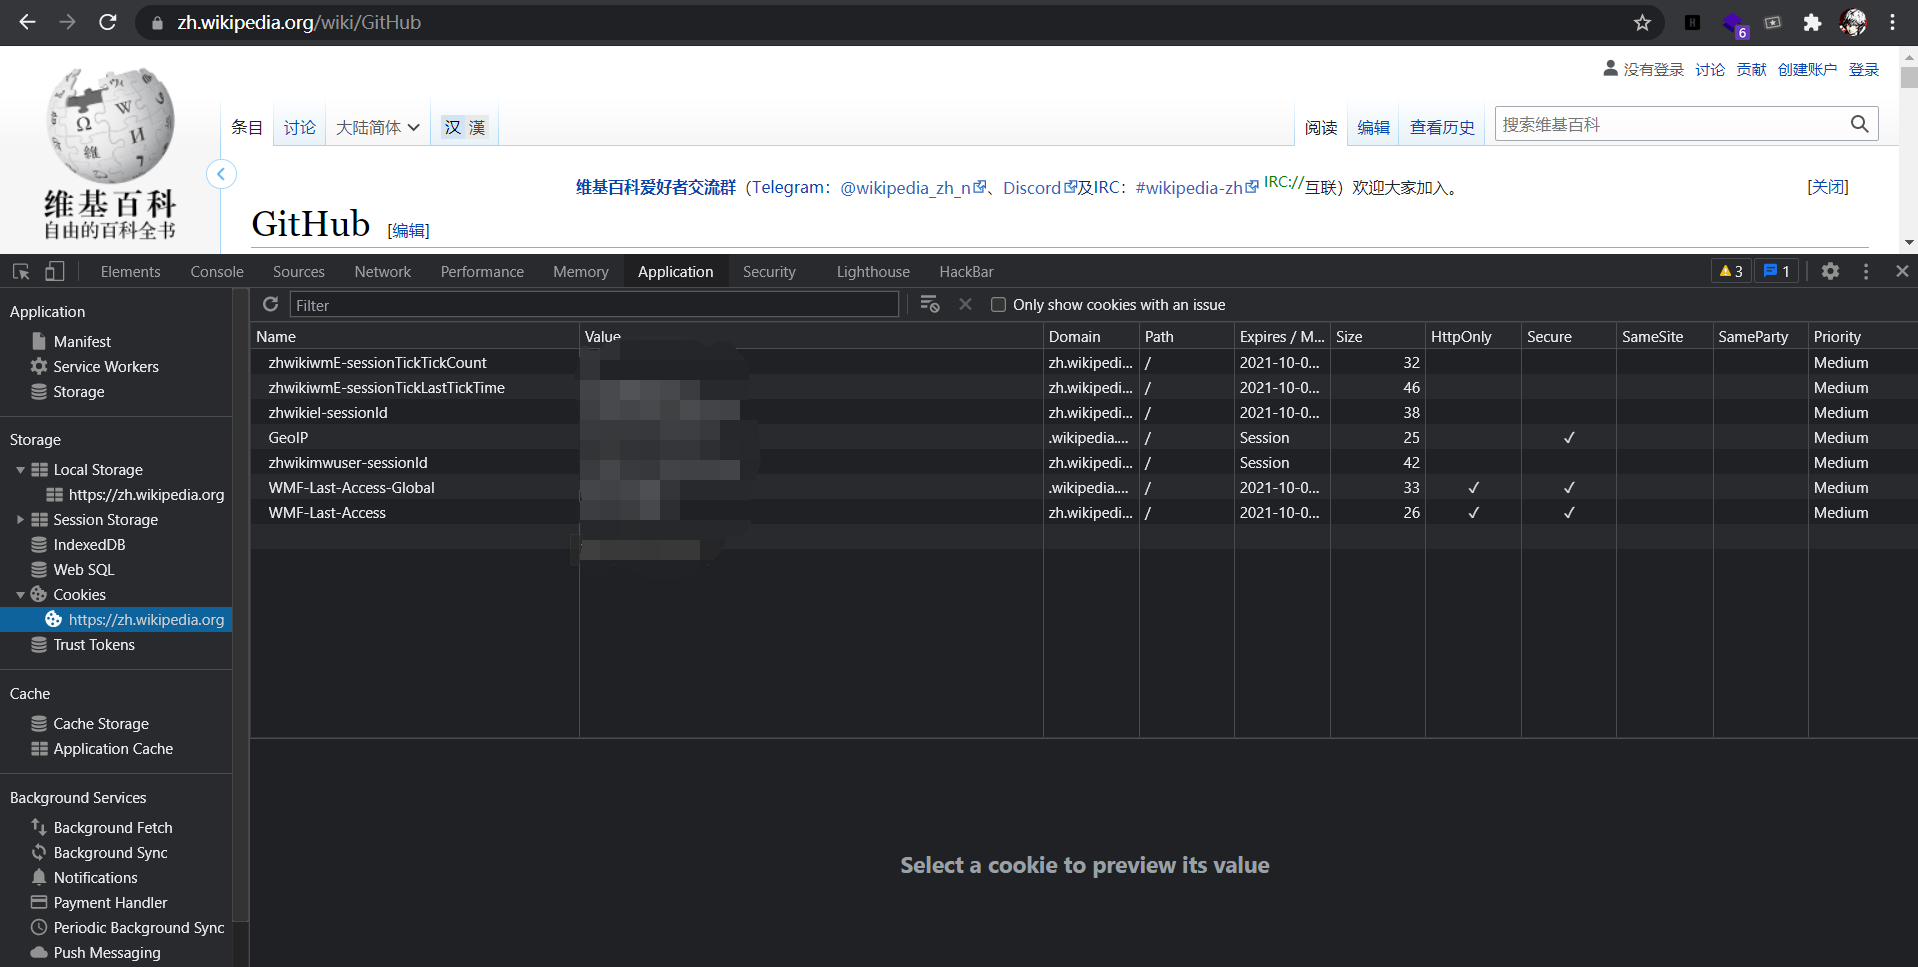 zh.wikipedia.org/wiki/GitHub
6
没有登录 讨论 贡献 创建账户 登录
条目 讨论 大陆简体 汉 漢 阅读 编辑 查看历史 搜索维基百科
维基百科爱好者交流群（Telegram：@wikipedia_zh_n、Discord及IRC：#wikipedia-zh IRC://互联）欢迎大家加入。 [关闭]
维基百科
自由的百科全书
GitHub [编辑]
Elements Console Sources Network Performance Memory Application Security Lighthouse HackBar 3 1
Filter Only show cookies with an issue
Application
Manifest
Service Workers
Storage
Storage
Local Storage
https://zh.wikipedia.org
Session Storage
IndexedDB
Web SQL
Cookies
https://zh.wikipedia.org
Trust Tokens
Cache
Cache Storage
Application Cache
Background Services
Background Fetch
Background Sync
Notifications
Payment Handler
Periodic Background Sync
Push Messaging
Name Value Domain Path Expires / M... Size HttpOnly Secure SameSite SameParty Priority
zhwikiwmE-sessionTickTickCount zh.wikipedi... / 2021-10-0... 32 Medium
zhwikiwmE-sessionTickLastTickTime zh.wikipedi... / 2021-10-0... 46 Medium
zhwikiel-sessionId zh.wikipedi... / 2021-10-0... 38 Medium
GeoIP .wikipedia.... / Session 25 ✓ Medium
zhwikimwuser-sessionId zh.wikipedi... / Session 42 Medium
WMF-Last-Access-Global .wikipedia.... / 2021-10-0... 33 ✓ ✓ Medium
WMF-Last-Access zh.wikipedi... / 2021-10-0... 26 ✓ ✓ Medium
Select a cookie to preview its value